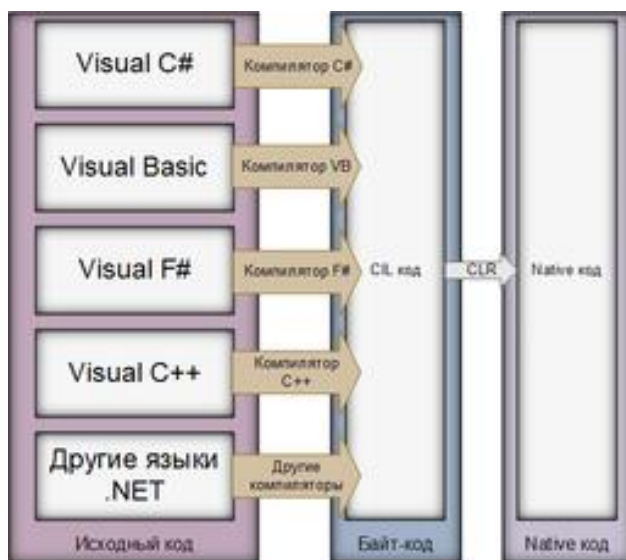 Visual C#
Компилятор C#
Visual Basic
Компилятор VB
Visual F#
Компилятор F#
CIL код
CLR
Native код
Visual C++
Компилятор
C++
Другие языки
.NET
Другие
компиляторы
Исходный код
Байт-код
Native код